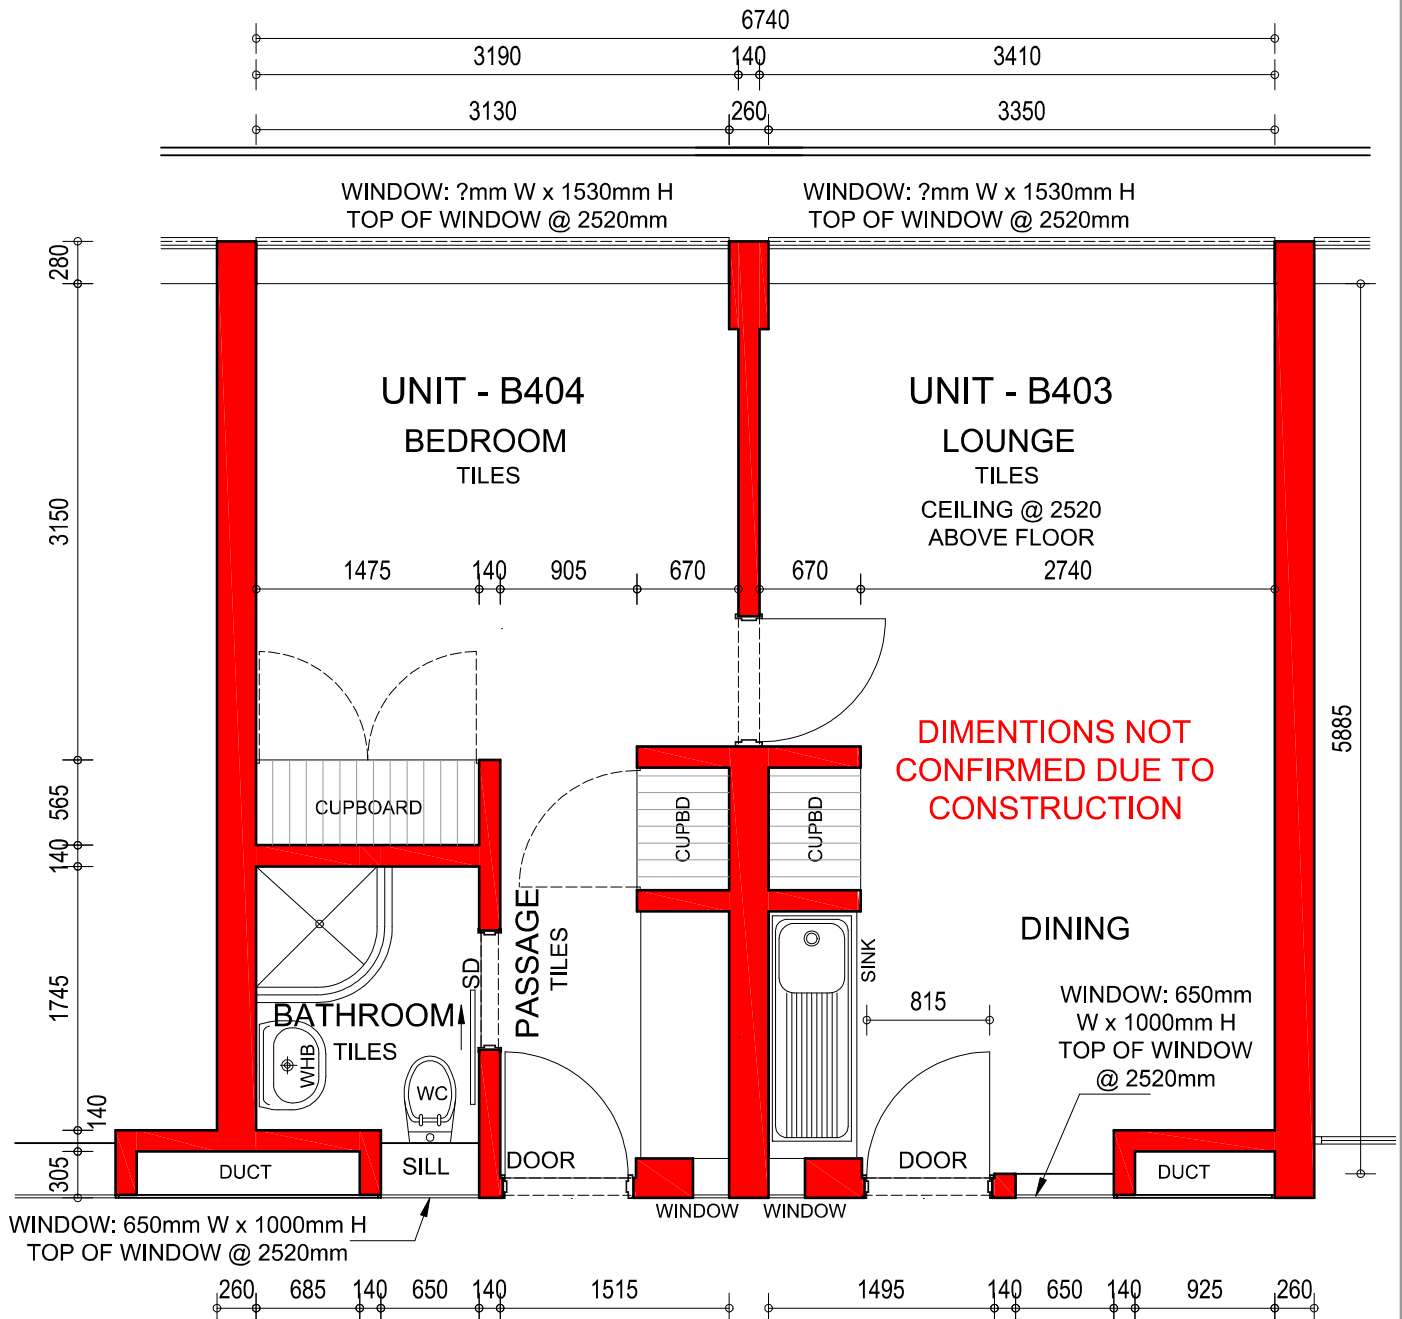 6740
3190 140 3410
3130 260 3350
WINDOW: ?mm W x 1530mm H
TOP OF WINDOW @ 2520mm
WINDOW: ?mm W x 1530mm H
TOP OF WINDOW @ 2520mm
280
3150
565
140
1745
140
305
5885
UNIT - B404
BEDROOM
TILES
UNIT - B403
LOUNGE
TILES
CEILING @ 2520
ABOVE FLOOR
1475 140 905 670 670 2740
DIMENTIONS NOT
CONFIRMED DUE TO
CONSTRUCTION
CUPBOARD
CUPBD
CUPBD
PASSAGE
TILES
SD
SINK
DINING
BATHROOM
TILES
WHB
WC
815
WINDOW: 650mm
W x 1000mm H
TOP OF WINDOW
@ 2520mm
DUCT
SILL
DOOR
DOOR
DUCT
WINDOW
WINDOW
WINDOW: 650mm W x 1000mm H
TOP OF WINDOW @ 2520mm
260 685 140 650 140 1515 1495 140 650 140 925 260